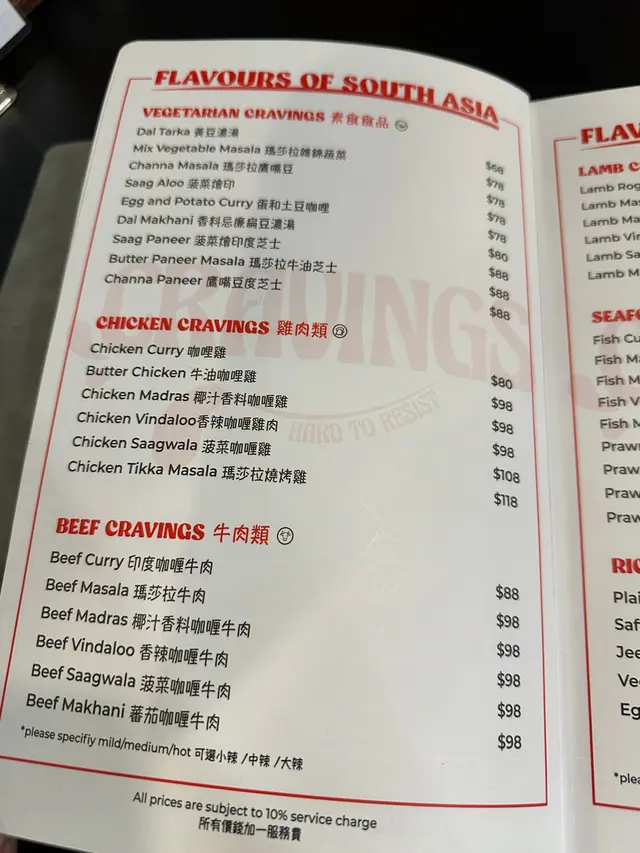 FLAVOURS OF SOUTH ASIA
VEGETARIAN CRAVINGS 素食食品
Dal Tarka 黃豆濃湯 $68
Mix Vegetable Masala 瑪莎拉雜錦蔬菜 $78
Channa Masala 瑪莎拉鷹嘴豆 $78
Saag Aloo 菠菜燴印 $78
Egg and Potato Curry 蛋和土豆咖哩 $78
Dal Makhani 香料忌廉扁豆濃湯 $80
Saag Paneer 菠菜燴印度芝士 $88
Butter Paneer Masala 瑪莎拉牛油芝士 $88
Channa Paneer 鷹嘴豆度芝士 $88
CRAVINGS
HARD TO RESIST
CHICKEN CRAVINGS 雞肉類
Chicken Curry 咖哩雞 $80
Butter Chicken 牛油咖哩雞 $98
Chicken Madras 椰汁香料咖喱雞 $98
Chicken Vindaloo香辣咖喱雞肉 $98
Chicken Saagwala 菠菜咖喱雞 $108
Chicken Tikka Masala 瑪莎拉燒烤雞 $118
BEEF CRAVINGS 牛肉類
Beef Curry 印度咖喱牛肉 $88
Beef Masala 瑪莎拉牛肉 $98
Beef Madras 椰汁香料咖喱牛肉 $98
Beef Vindaloo 香辣咖喱牛肉 $98
Beef Saagwala 菠菜咖喱牛肉 $98
Beef Makhani 蕃茄咖喱牛肉 $98
*please specifiy mild/medium/hot 可選小辣 /中辣 /大辣
All prices are subject to 10% service charge
所有價錢加一服務費
FLAV
LAMB C
Lamb Rog
Lamb Mas
Lamb Ma
Lamb Vin
Lamb Sa
Lamb M
SEAFO
Fish Cu
Fish M
Fish M
Fish V
Fish M
Prawn
Praw
Praw
Praw
RIC
Plai
Saf
Jee
Ve
Eg
*plea